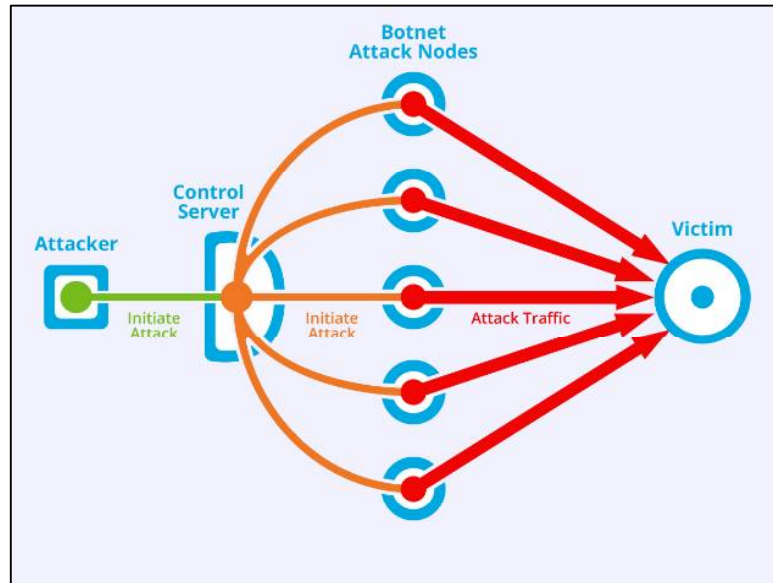 Botnet
Attack Nodes
Control
Server
Attacker
Victim
Initiate
Attack
Initiate
Attack
Attack Traffic